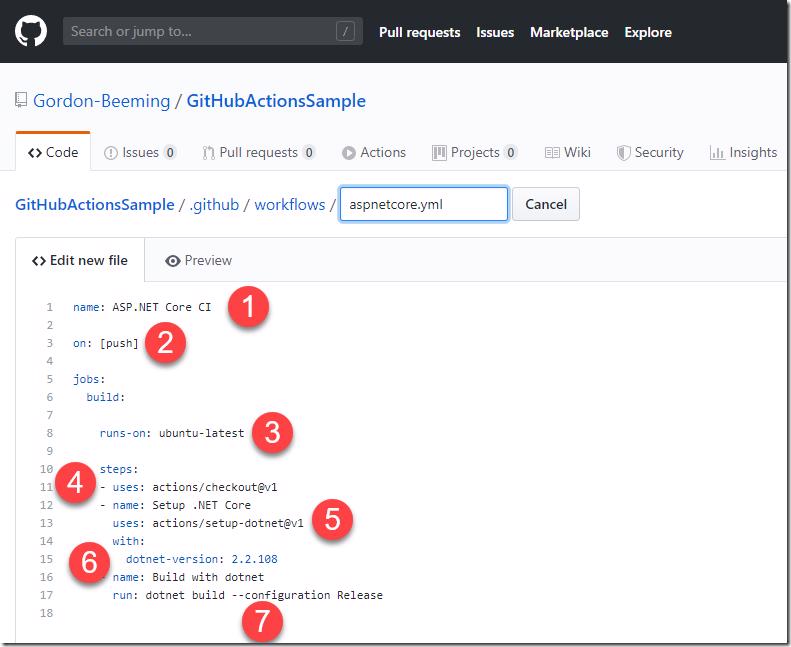 Search or jump to... /
Pull requests Issues Marketplace Explore
Gordon-Beeming / GitHubActionsSample
<> Code Issues 0 Pull requests 0 Actions Projects 0 Wiki Security Insights
GitHubActionsSample / .github / workflows / aspnetcore.yml Cancel
<> Edit new file Preview
1 name: ASP.NET Core CI 1
2
3 on: [push] 2
4
5 jobs:
6 build:
7
8 runs-on: ubuntu-latest 3
9
10 steps:
4
11 - uses: actions/checkout@v1
12 - name: Setup .NET Core
13 uses: actions/setup-dotnet@v1 5
14 with:
15 dotnet-version: 2.2.108
6
16 - name: Build with dotnet
17 run: dotnet build --configuration Release
18
7